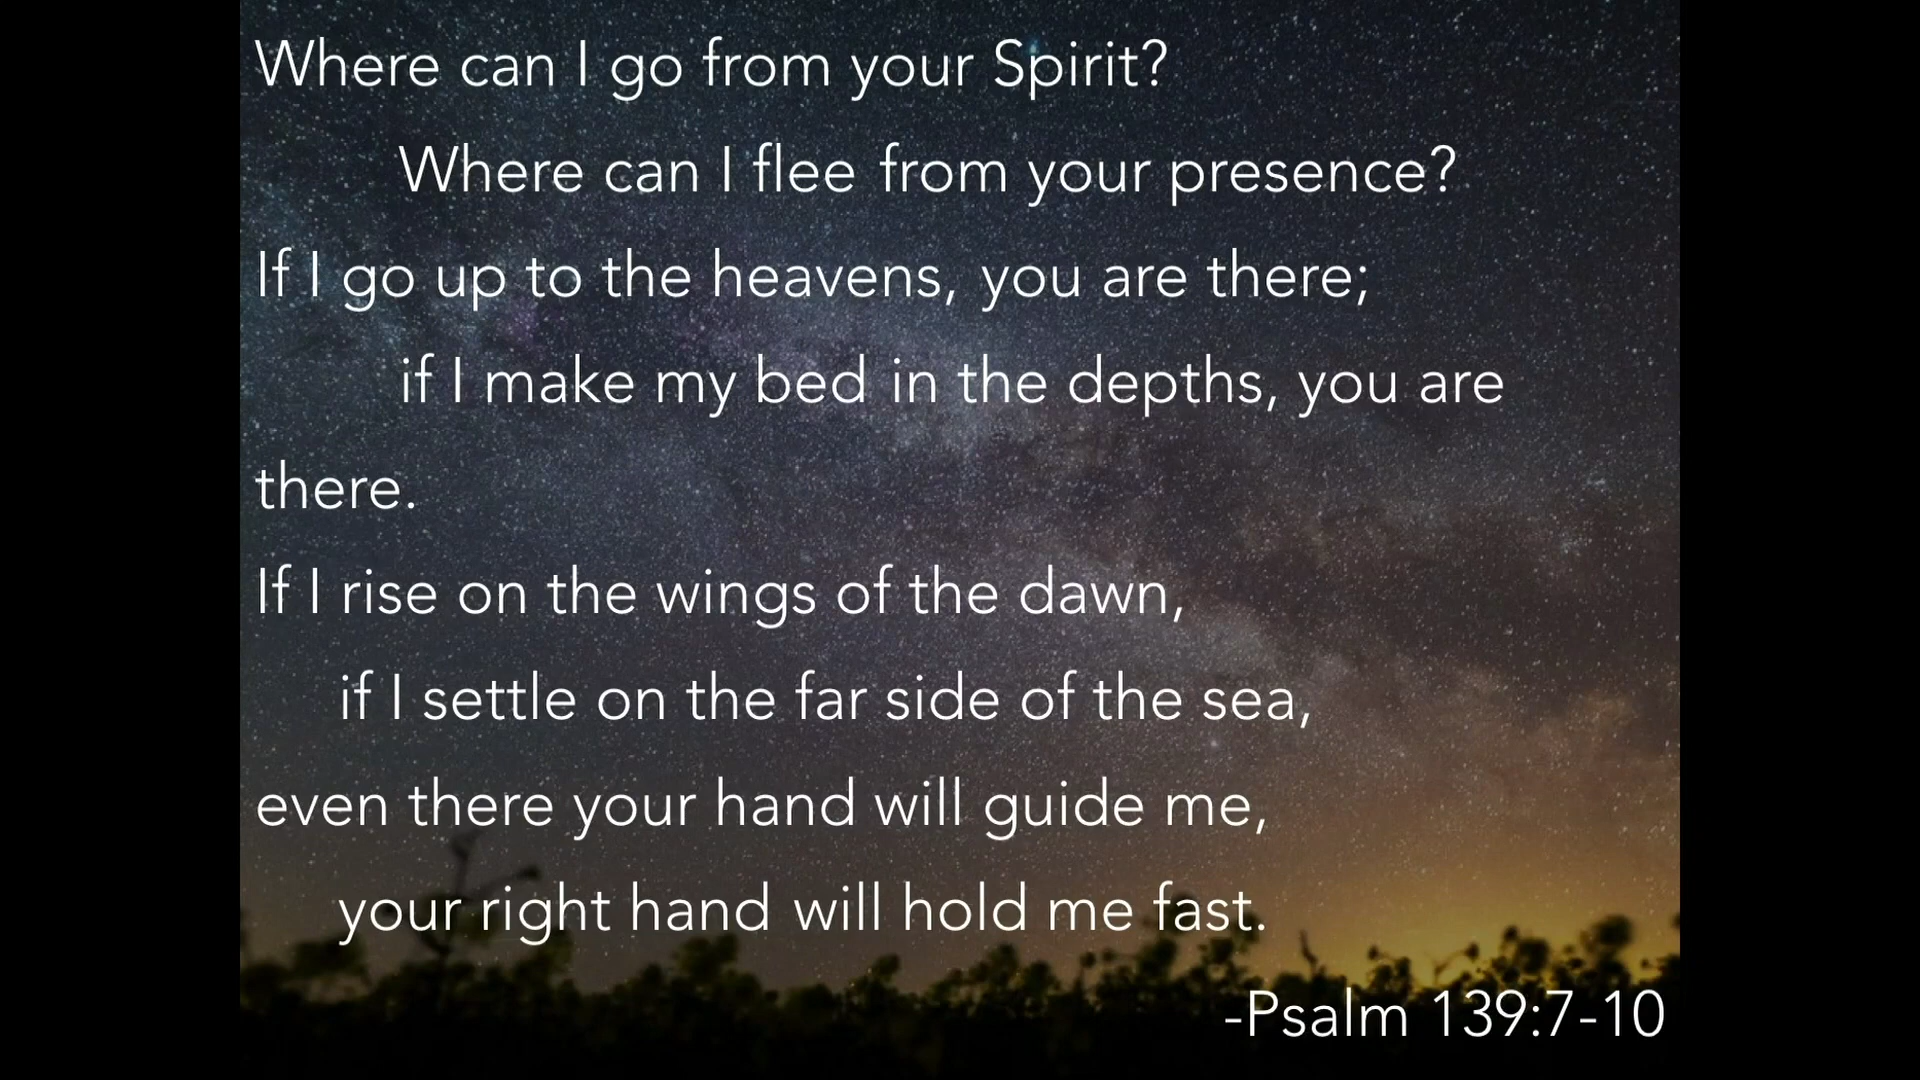 Where can I go from your Spirit?
Where can I flee from your presence?
If I go up to the heavens, you are there;
if I make my bed in the depths, you are
there.
If I rise on the wings of the dawn,
if I settle on the far side of the sea,
even there your hand will guide me,
your right hand will hold me fast.
-Psalm 139:7-10